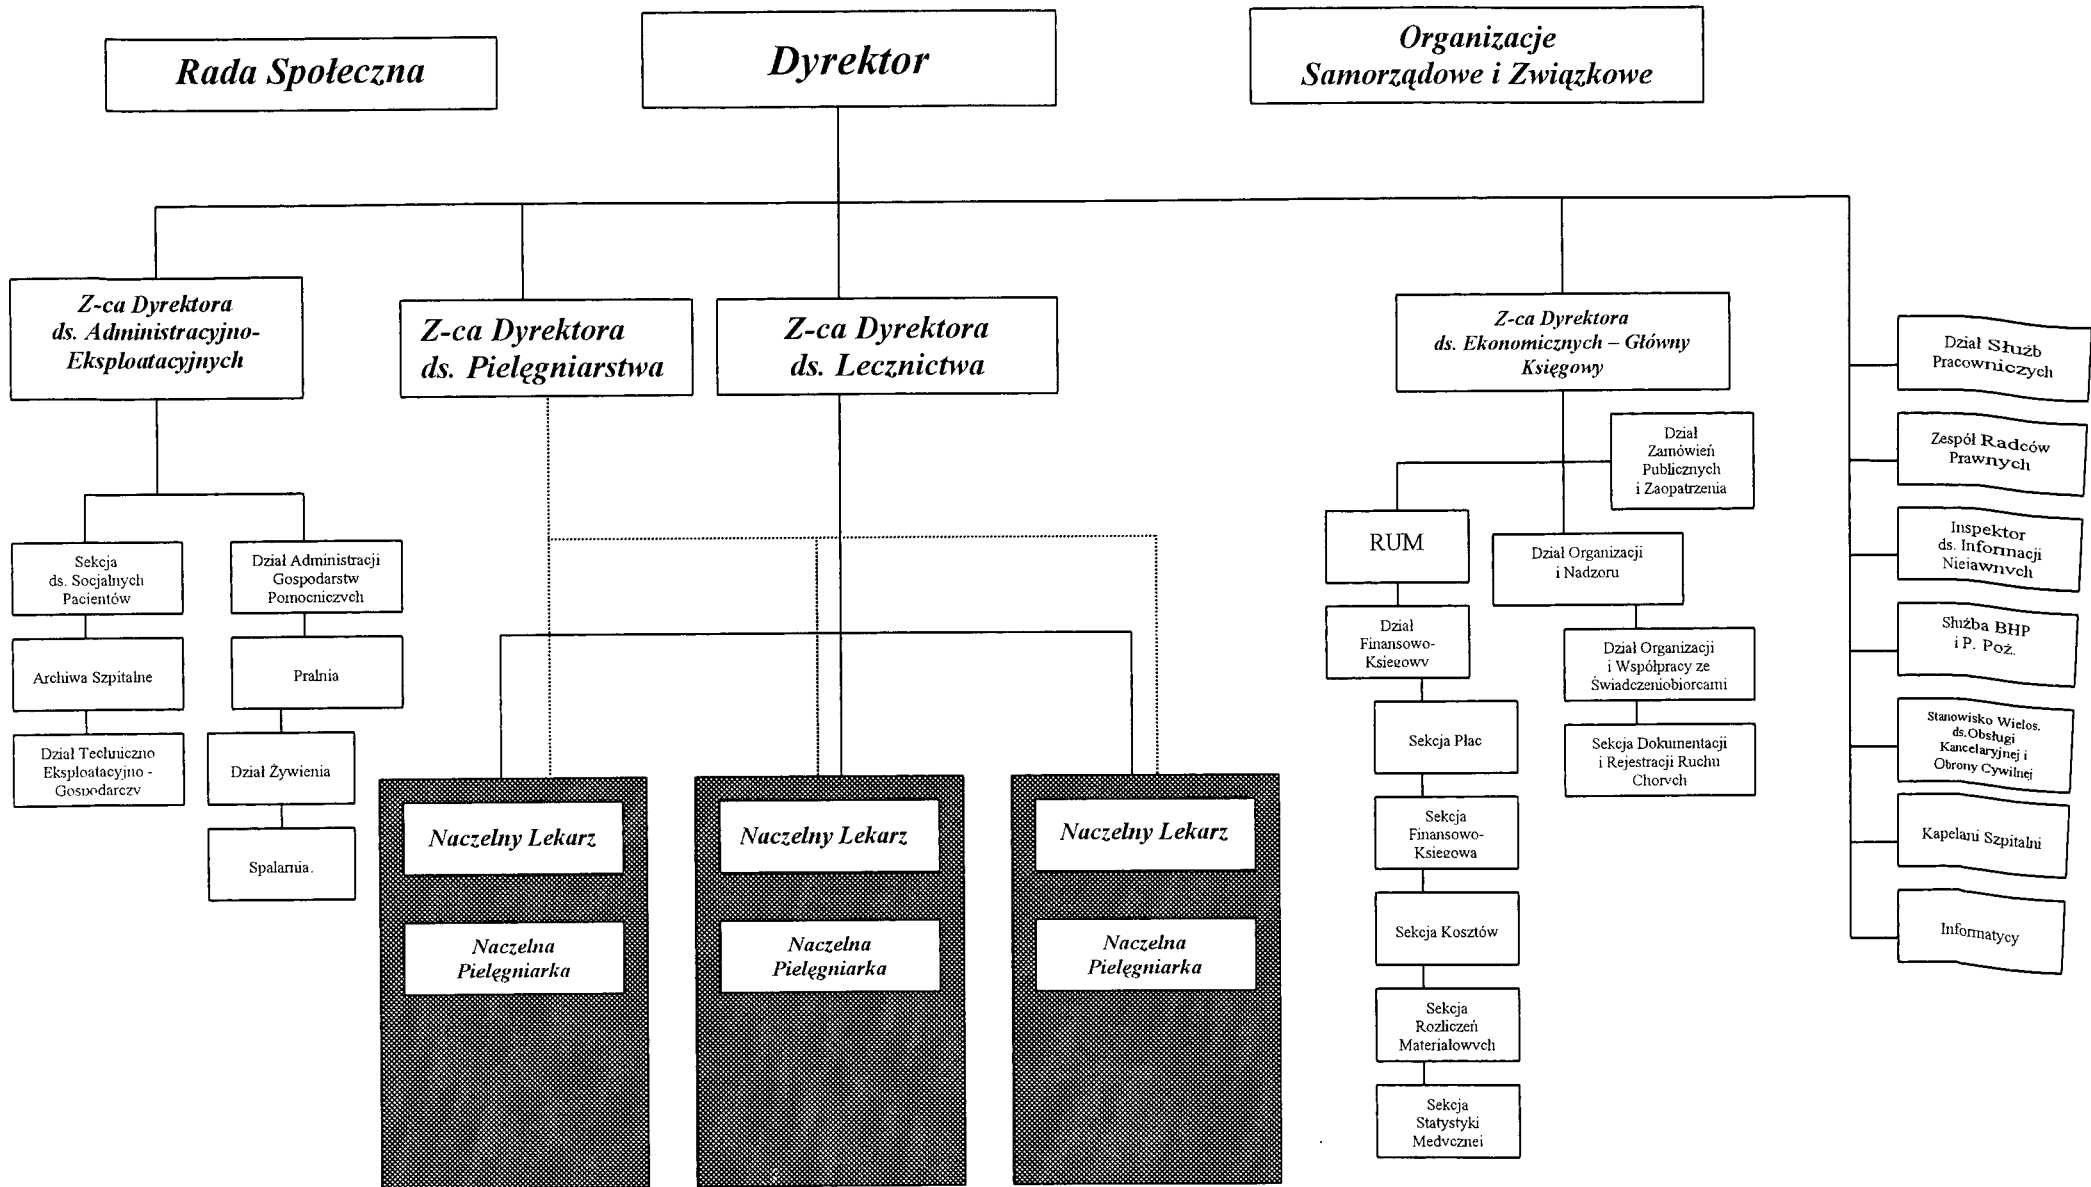 Rada Społeczna
Dyrektor
Organizacje
Samorządowe i Związkowe
Z-ca Dyrektora
ds. Administracyjno-
Eksploatacyjnych
Z-ca Dyrektora
ds. Pielęgniarstwa
Z-ca Dyrektora
ds. Lecznictwa
Z-ca Dyrektora
ds. Ekonomicznych – Główny
Księgowy
Sekcja
ds. Socjalnych
Pacjentów
Archiwa Szpitalne
Dział Techniczno
Eksploatacyjno -
Gospodarczy
Dział Administracji
Gospodarstw
Pomocniczych
Pralnia
Dział Żywienia
Spalarnia.
Naczelny Lekarz
Naczelna
Pielęgniarka
Naczelny Lekarz
Naczelna
Pielęgniarka
Naczelny Lekarz
Naczelna
Pielęgniarka
Dział
Zamówień
Publicznych
i Zaopatrzenia
RUM
Dział
Finansowo-
Księgowy
Sekcja Płac
Sekcja
Finansowo-
Księgowa
Sekcja Kosztów
Sekcja
Rozliczeń
Materiałowych
Sekcja
Statystyki
Medycznej
Dział Organizacji
i Nadzoru
Dział Organizacji
i Współpracy ze
Świadczeniobiorcami
Sekcja Dokumentacji
i Rejestracji Ruchu
Chorych
Dział Służb
Pracowniczych
Zespół Radców
Prawnych
Inspektor
ds. Informacji
Niejawnych
Służba BHP
i P. Poż.
Stanowisko Wielos.
ds.Obsługi
Kancelaryjnej i
Obrony Cywilnej
Kapelani Szpitalni
Informatycy